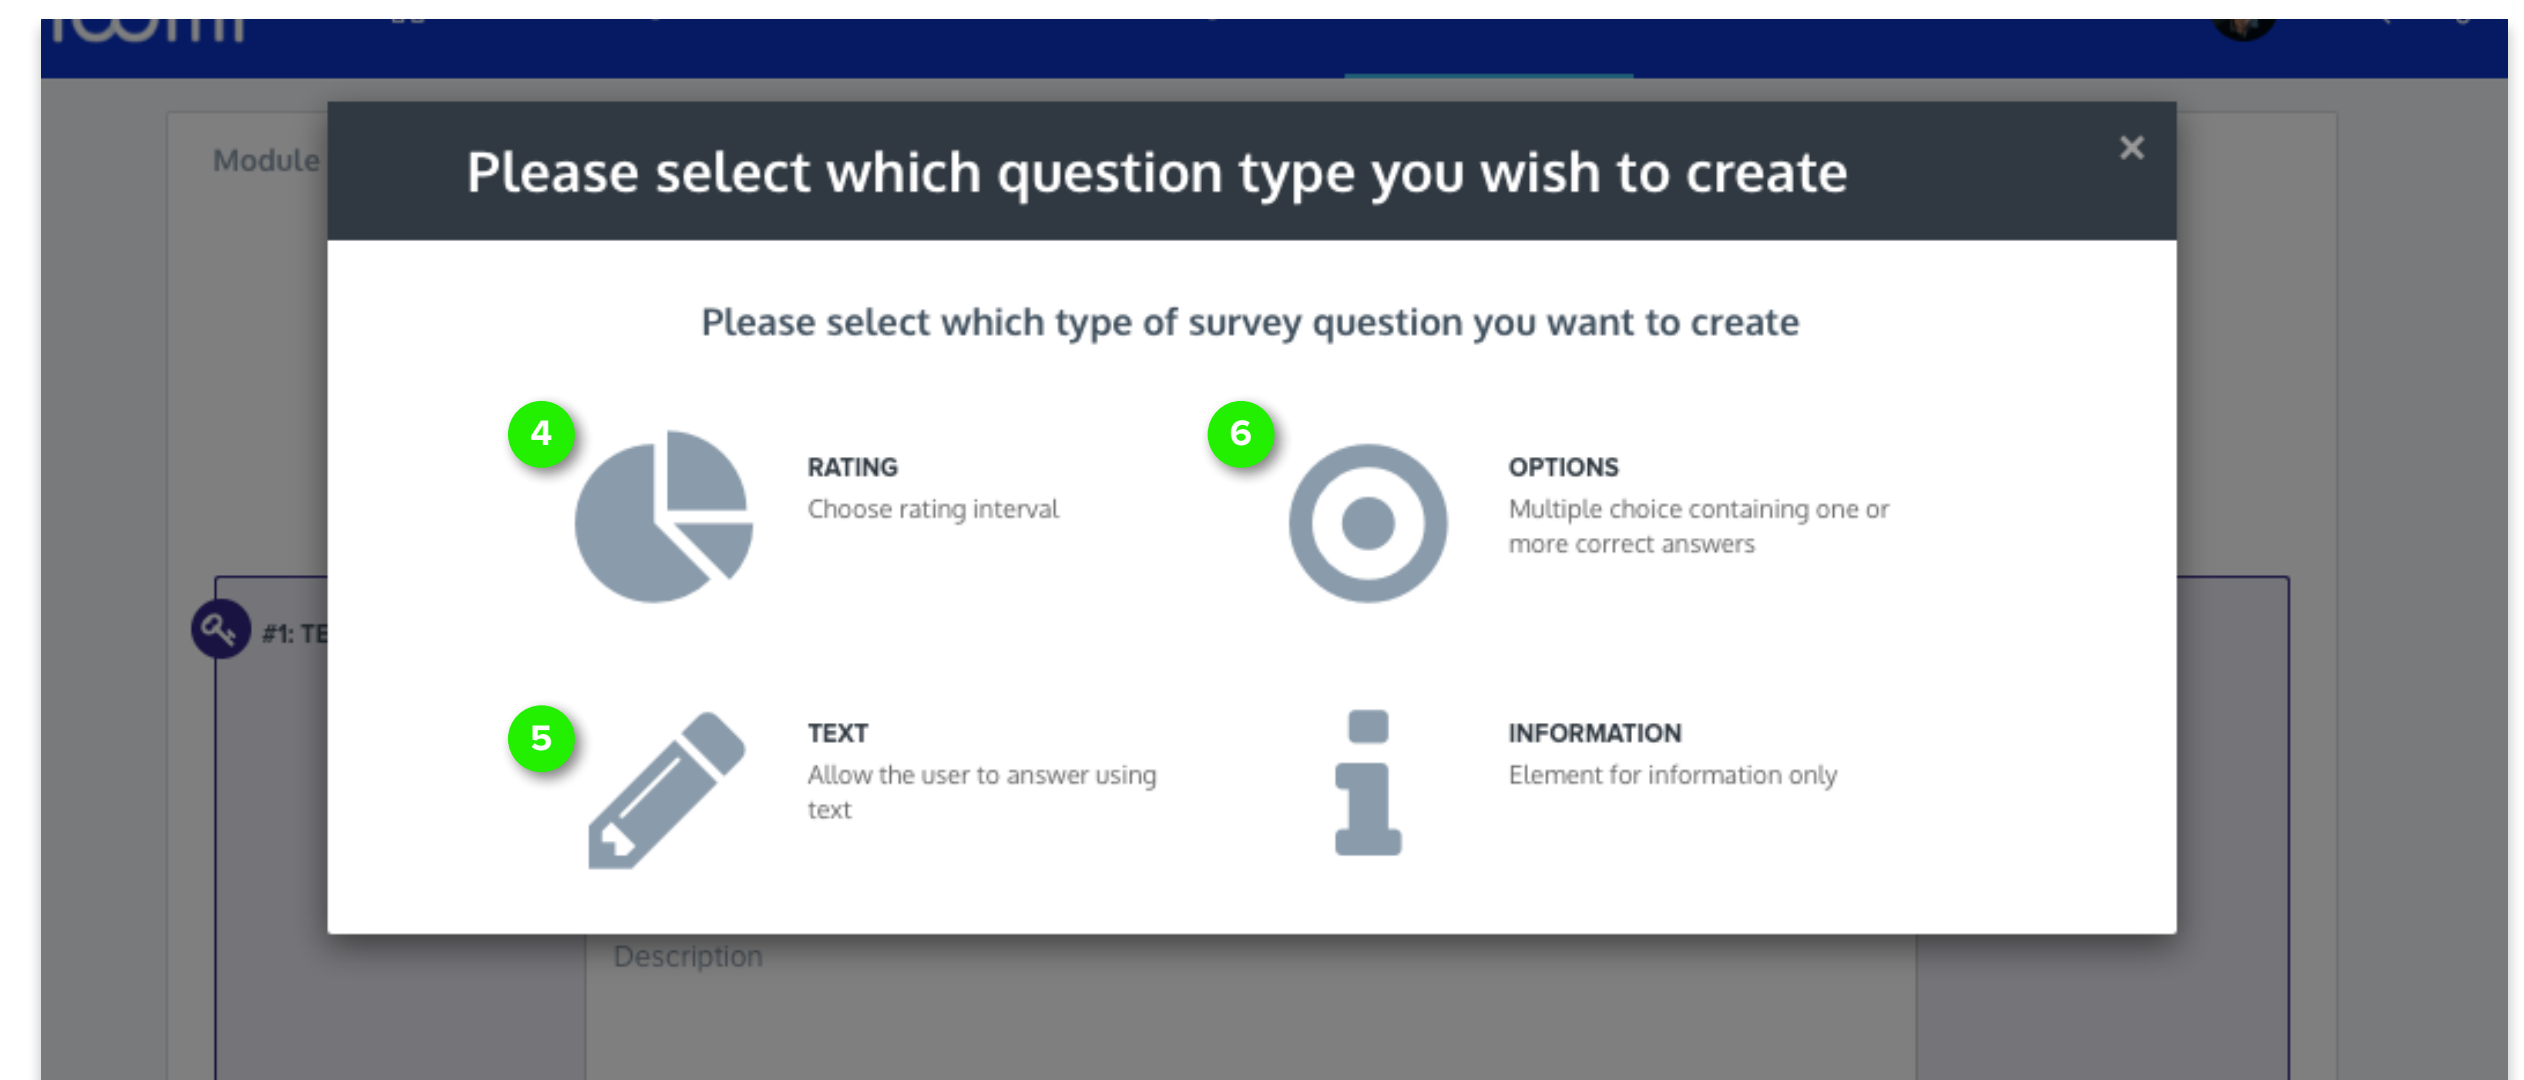 Module
Please select which question type you wish to create
×
Please select which type of survey question you want to create
4
RATING
Choose rating interval
6
OPTIONS
Multiple choice containing one or
more correct answers
#1:
5
TEXT
Allow the user to answer using
text
INFORMATION
Element for information only
Description